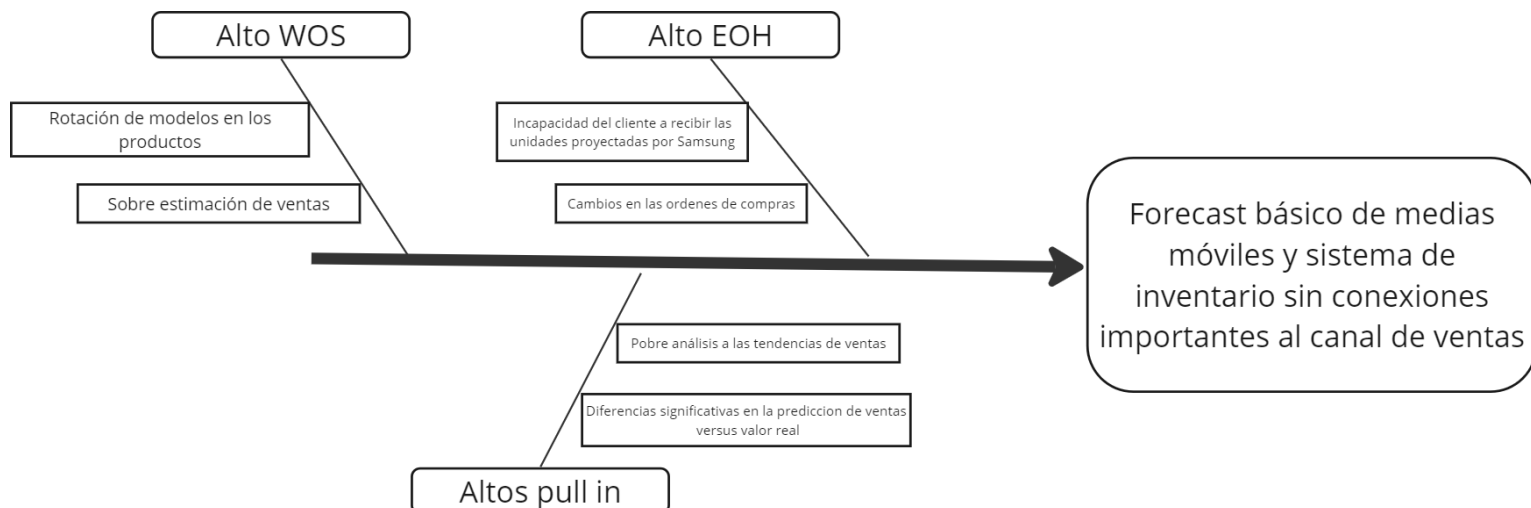 Alto WOS
Alto EOH
Rotación de modelos en los
productos
Sobre estimación de ventas
Incapacidad del cliente a recibir las
unidades proyectadas por Samsung
Cambios en las ordenes de compras
Forecast básico de medias
móviles y sistema de
inventario sin conexiones
importantes al canal de ventas
Pobre análisis a las tendencias de ventas
Diferencias significativas en la prediccion de ventas
versus valor real
Altos pull in